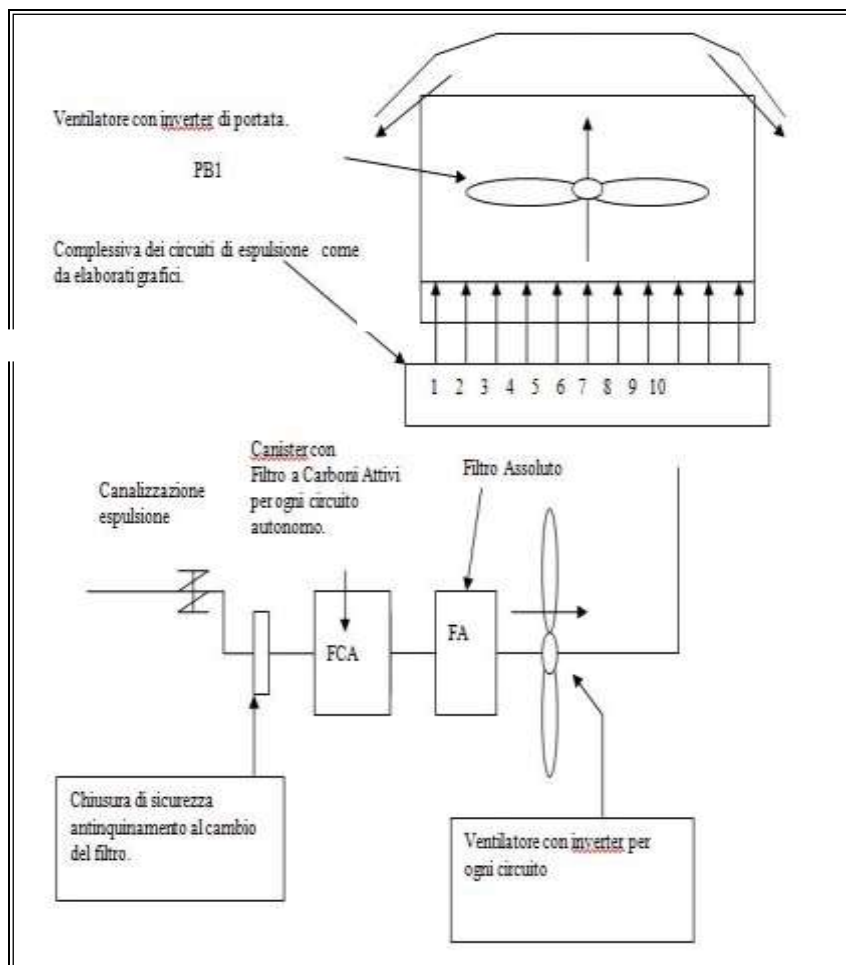 Ventilatore con inverter di portata.
PB1
Complessiva dei circuiti di espulsione come
da elaborati grafici.
1 2 3 4 5 6 7 8 9 10
Canister con
Filtro a Carboni Attivi
per ogni circuito
autonomo.
Filtro Assoluto
Canalizzazione
espulsione
FCA
FA
Chiusura di sicurezza
antinquinamento al cambio
del filtro.
Ventilatore con inverter per
ogni circuito